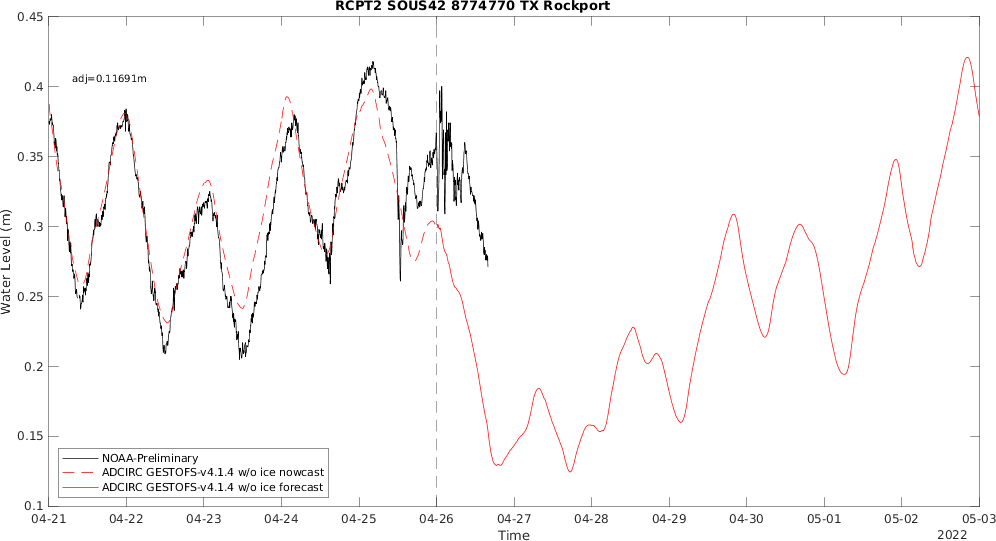 RCPT2 SOUS42 8774770 TX Rockport
0.45
0.4
0.35
0.3
0.25
0.2
0.15
0.1
Water Level (m)
adj=0.11691m
NOAA-Preliminary
ADCIRC GESTOFS-v4.1.4 w/o ice nowcast
ADCIRC GESTOFS-v4.1.4 w/o ice forecast
04-21 04-22 04-23 04-24 04-25 04-26 04-27 04-28 04-29 04-30 05-01 05-02 05-03
Time
2022